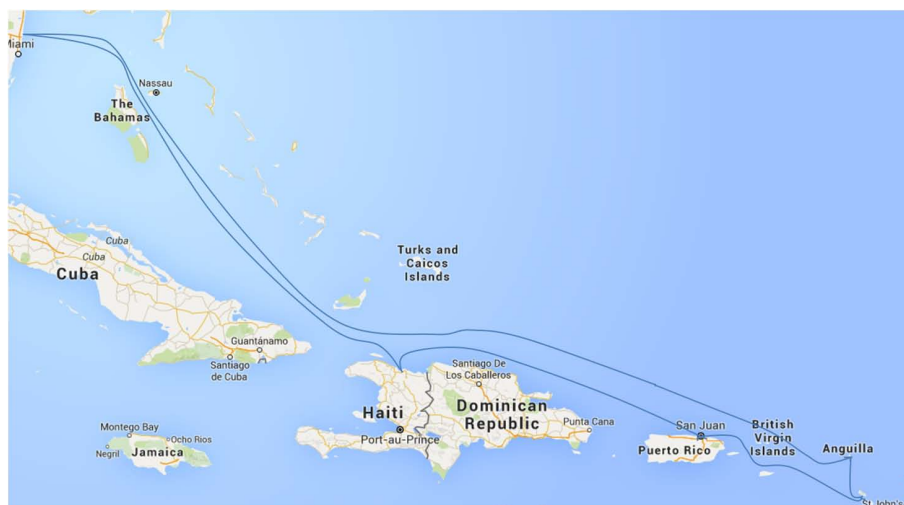 Miami
Nassau
The
Bahamas
Turks and
Caicos
Islands
Cuba
Cuba
Cuba
Guantánamo
Santiago
de Cuba
Santiago De
Los Caballeros
Haiti
Dominican
Republic
Port-au-Prince
Punta Cana
San Juan
Puerto Rico
British
Virgin
Islands
Anguilla
St John's
Montego Bay
Ocho Rios
Negril
Jamaica